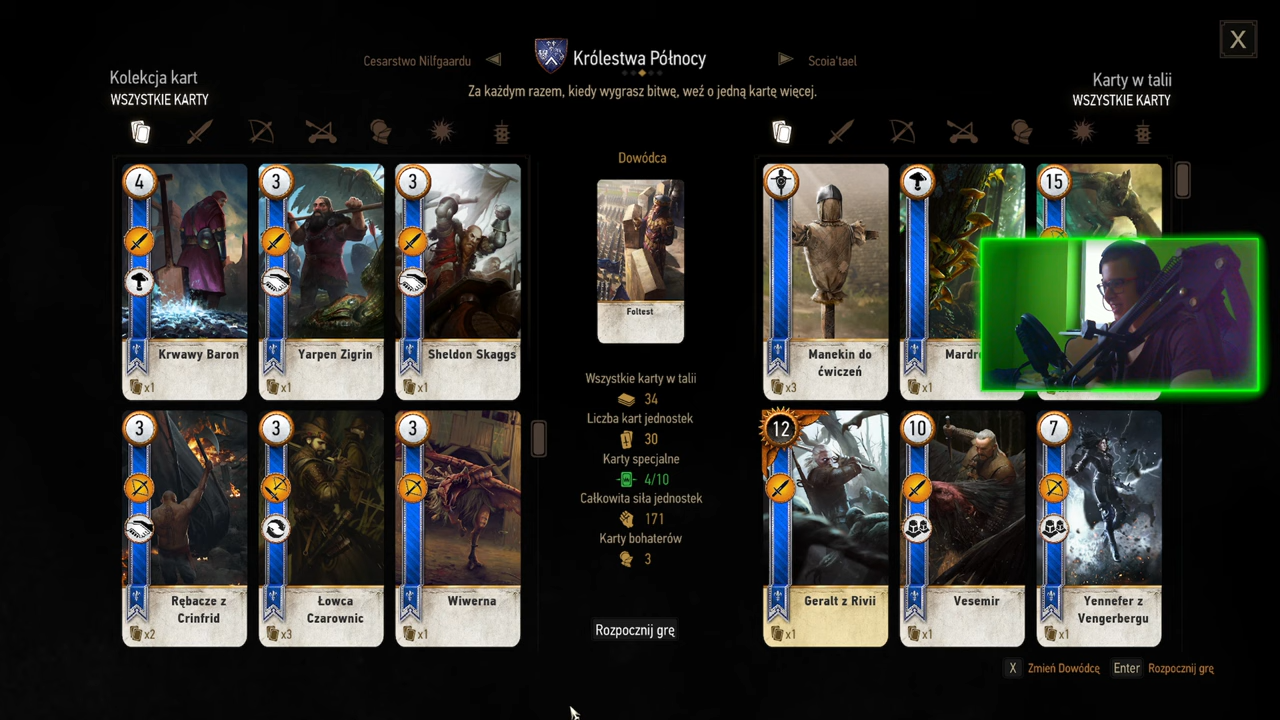 Cesarstwo Nilfgaardu
Królestwa Północy
Scoia'tael
Kolekcja kart
WSZYSTKIE KARTY
Za każdym razem, kiedy wygrasz bitwę, weź o jedną kartę więcej.
Karty w talii
WSZYSTKIE KARTY
X
4
Krwawy Baron
x1
3
Yarpen Zigrin
x1
3
Sheldon Skaggs
x1
3
Rębacze z
Crinfrid
x2
3
Łowca
Czarownic
x3
3
Wiwerna
x1
Dowódca
Foltest
Wszystkie karty w talii
34
Liczba kart jednostek
30
Karty specjalne
4/10
Całkowita siła jednostek
171
Karty bohaterów
3
Rozpocznij grę
Manekin do
ćwiczeń
x3
x1
15
12
Geralt z Rivii
x1
10
Vesemir
x1
7
Yennefer z
Vengerbergu
x1
X Zmień Dowódcę Enter Rozpocznij grę